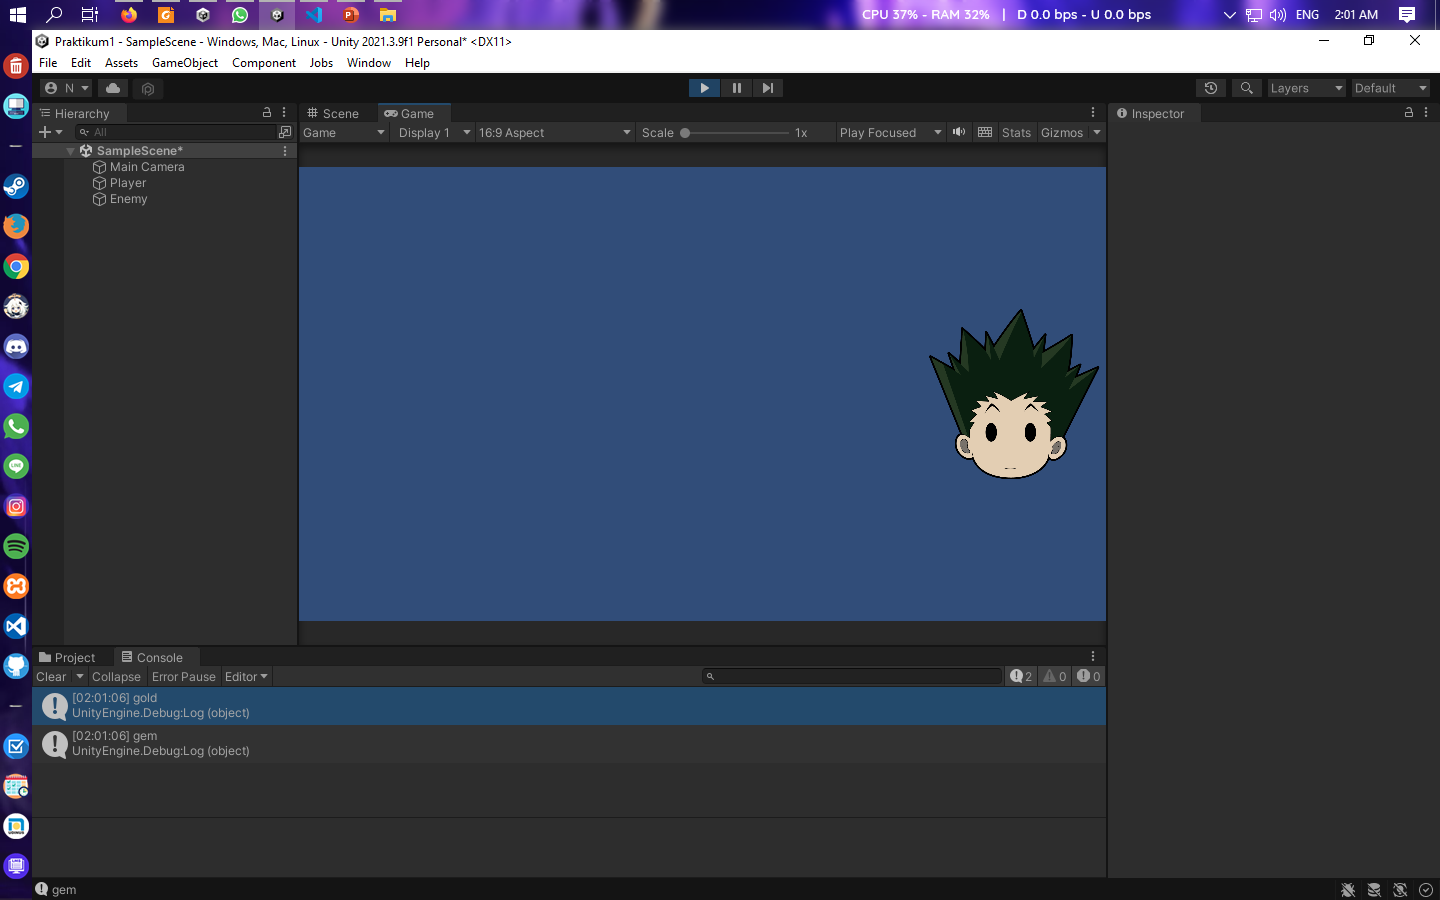 CPU 37% - RAM 32% | D 0.0 bps - U 0.0 bps ENG 2:01 AM
Praktikum1 - SampleScene - Windows, Mac, Linux - Unity 2021.3.9f1 Personal* <DX11>
File Edit Assets GameObject Component Jobs Window Help
N Layers Default
Hierarchy Scene Game Inspector
All Game Display 1 16:9 Aspect Scale 1x Play Focused Stats Gizmos
SampleScene*
Main Camera
Player
Enemy
Project Console
Clear Collapse Error Pause Editor 2 0 0
[02:01:06] gold
UnityEngine.Debug:Log (object)
[02:01:06] gem
UnityEngine.Debug:Log (object)
gem